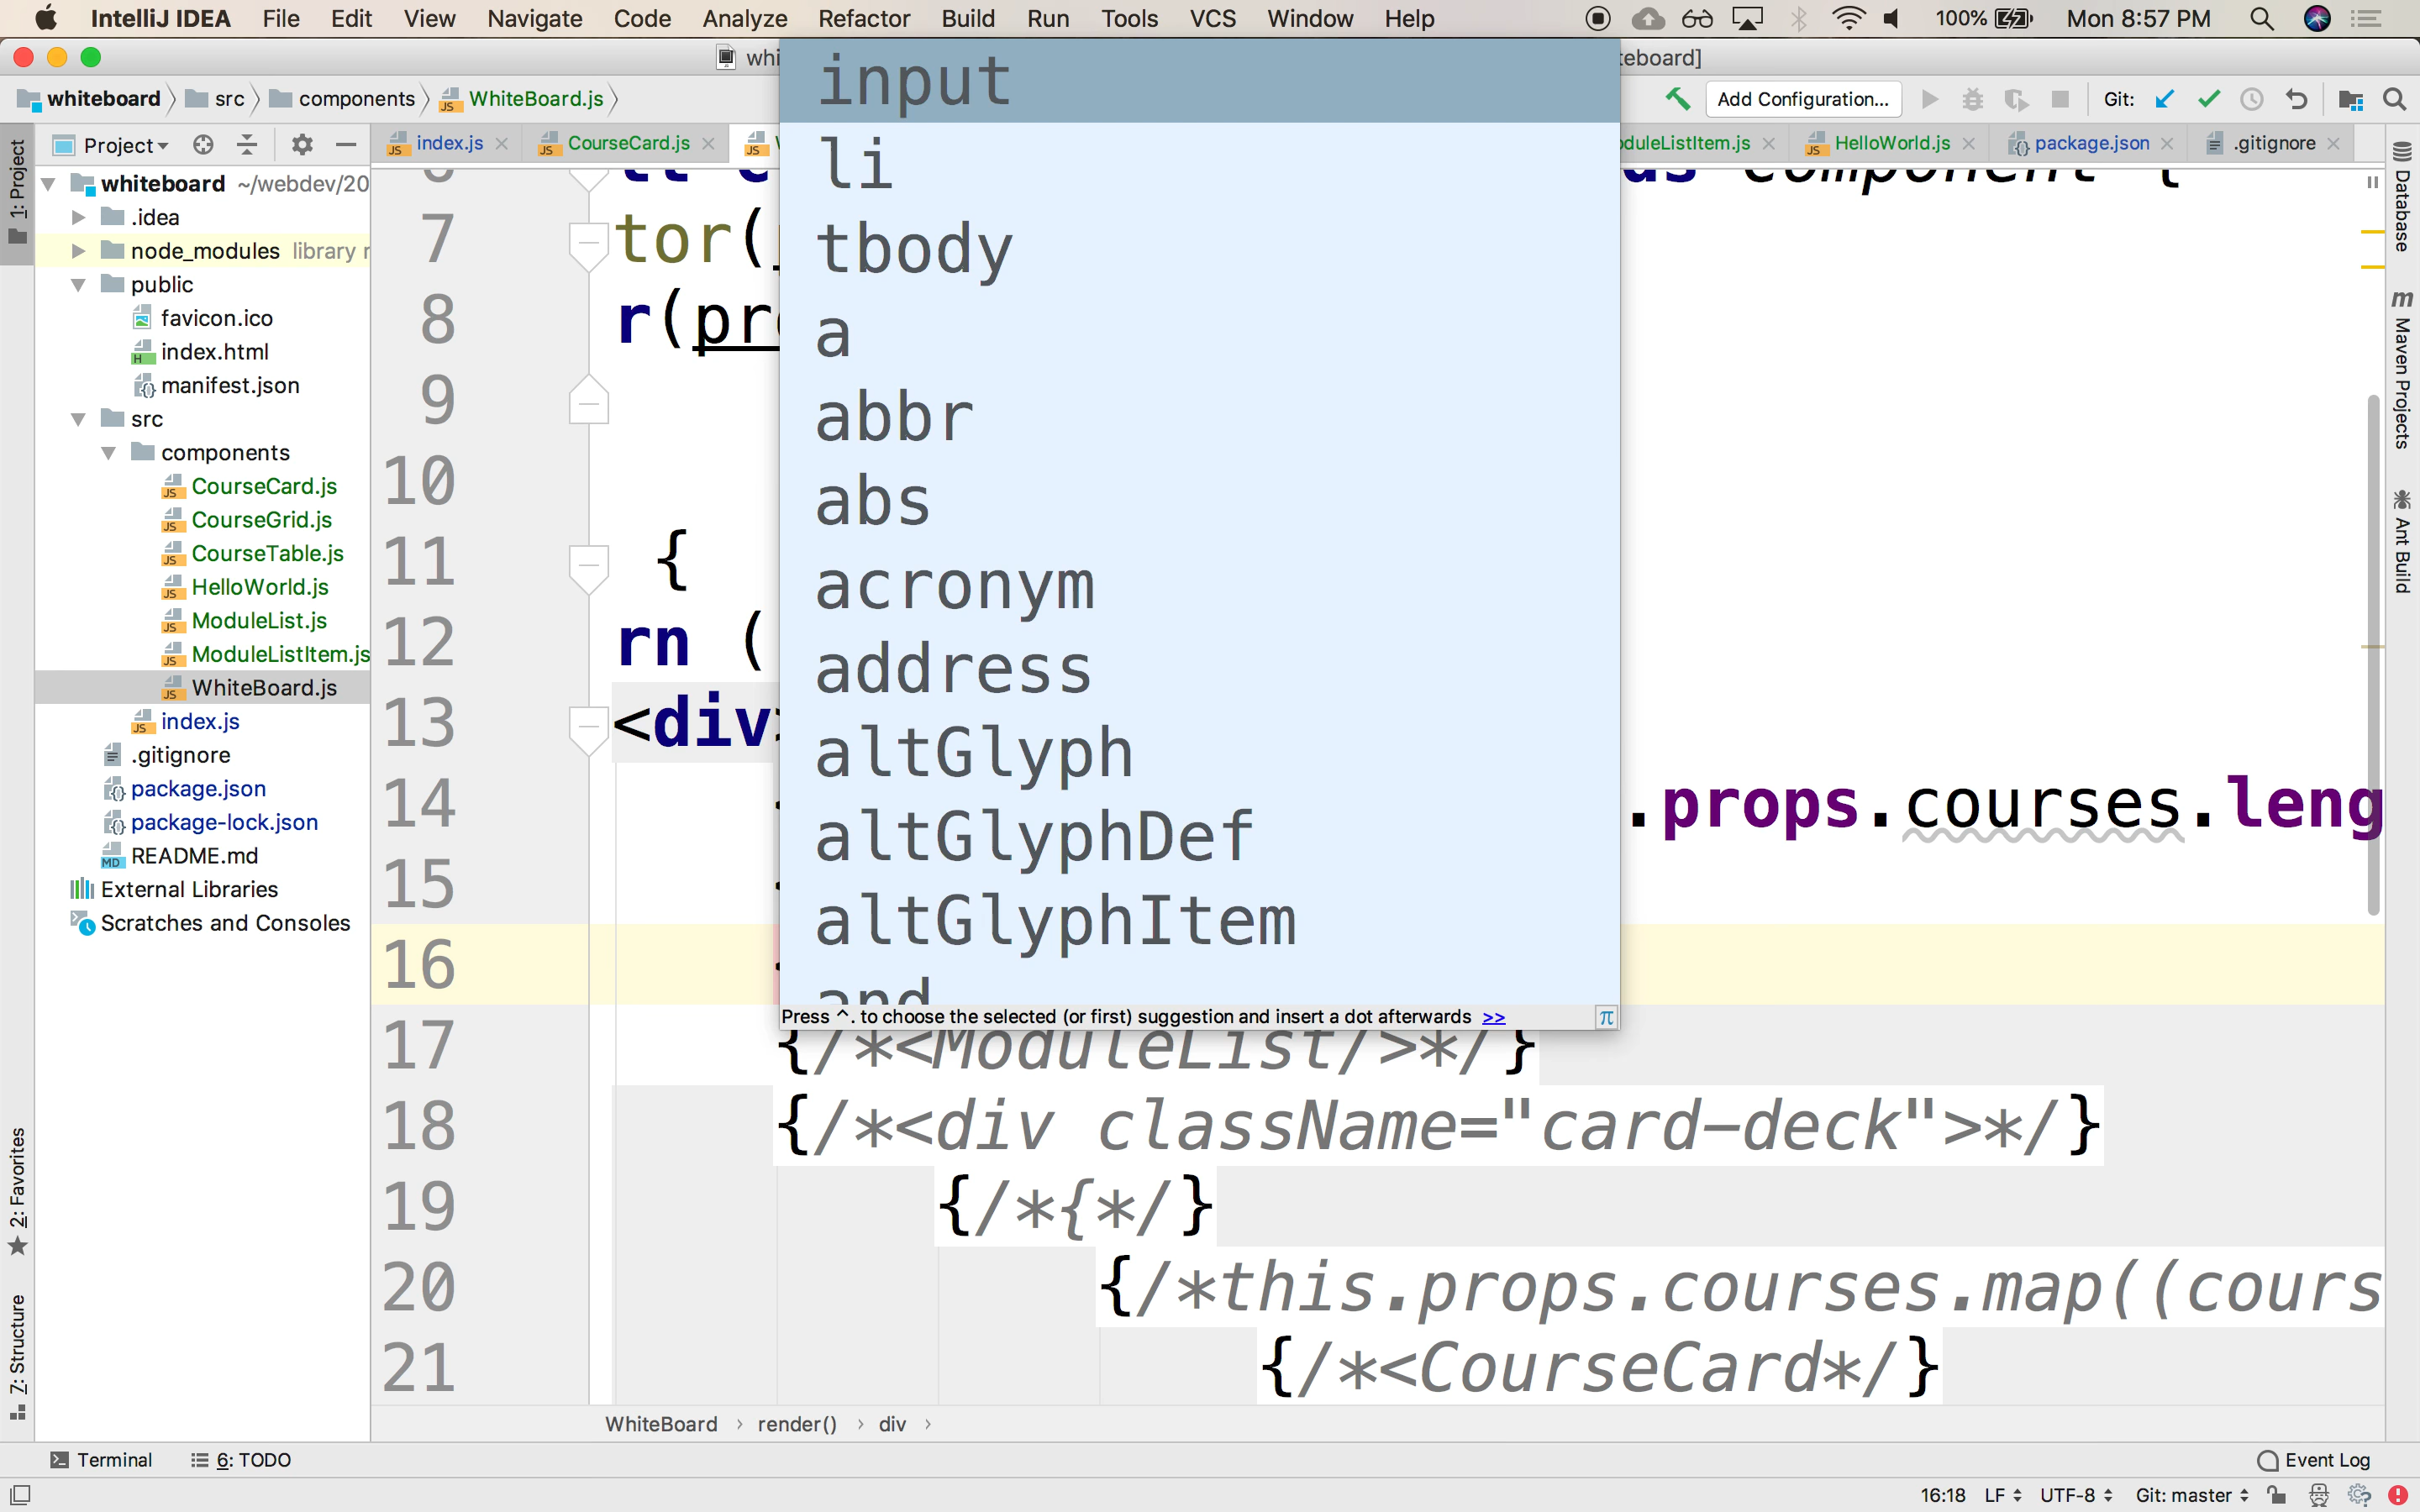 IntelliJ IDEA File Edit View Navigate Code Analyze Refactor Build Run Tools VCS Window Help 100% Mon 8:57 PM
whi teboard]
whiteboard src components WhiteBoard.js Add Configuration... Git:
Project index.js CourseCard.js duleListItem.js HelloWorld.js package.json .gitignore
1: Project
whiteboard ~/webdev/20
.idea
node_modules library r
public
favicon.ico
index.html
manifest.json
src
components
CourseCard.js
CourseGrid.js
CourseTable.js
HelloWorld.js
ModuleList.js
ModuleListItem.js
WhiteBoard.js
index.js
.gitignore
package.json
package-lock.json
README.md
External Libraries
Scratches and Consoles
2: Favorites
7: Structure
7 tor(
8 r(pro
9
10
11 {
12 rn (
13 <div>
14 .props.courses.leng
15
16
17 {/*<ModuleList/>*/}
18 {/*<div className="card-deck">*/}
19 {/*{*/}
20 {/*this.props.courses.map((cours
21 {/*<CourseCard*/}
input
li
tbody
a
abbr
abs
acronym
address
altGlyph
altGlyphDef
altGlyphItem
and
Press ^. to choose the selected (or first) suggestion and insert a dot afterwards >> π
Database
m Maven Projects
Ant Build
WhiteBoard › render() › div ›
Terminal 6: TODO Event Log
16:18 LF UTF-8 Git: master